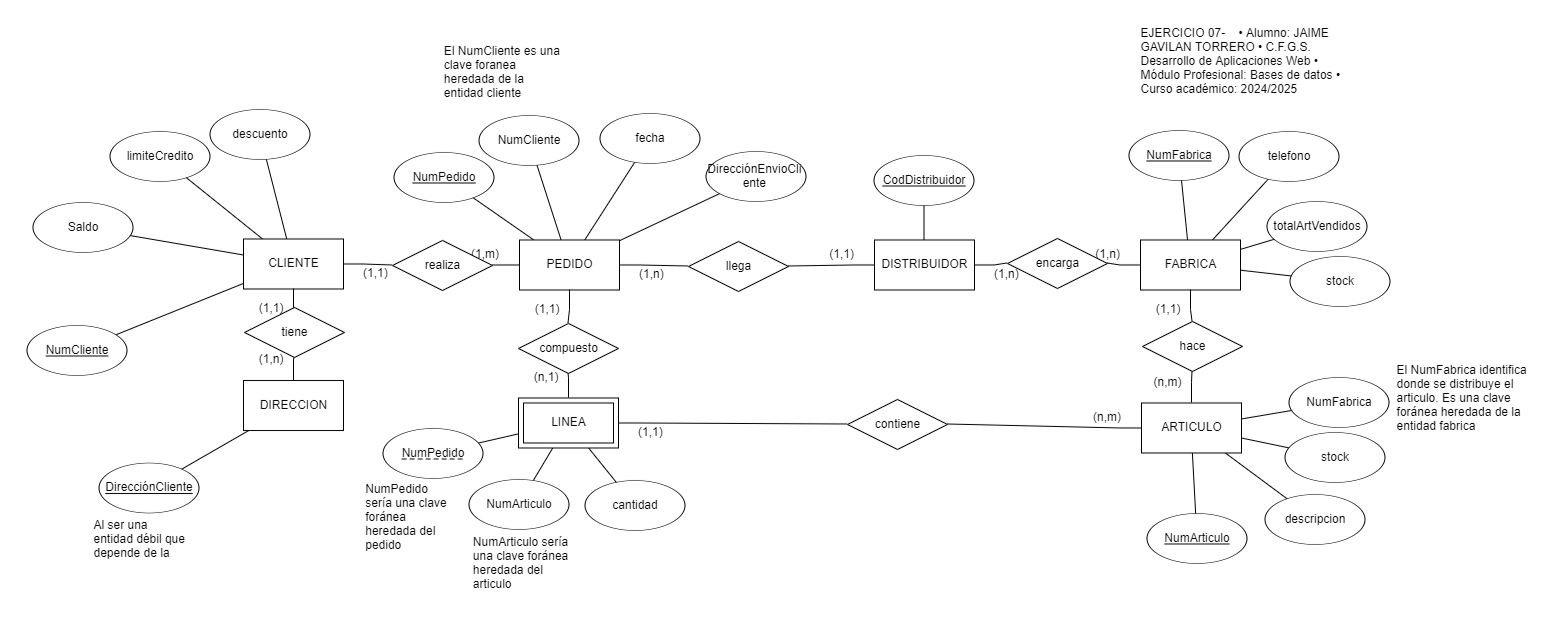 EJERCICIO 07- • Alumno: JAIME
GAVILAN TORRERO • C.F.G.S.
Desarrollo de Aplicaciones Web •
Módulo Profesional: Bases de datos •
Curso académico: 2024/2025
El NumCliente es una
clave foranea
heredada de la
entidad cliente
descuento
limiteCredito
NumCliente
fecha
NumPedido
DirecciónEnvioCli
ente
CodDistribuidor
NumFabrica
telefono
Saldo
totalArtVendidos
CLIENTE
(1,1)
realiza
(1,m)
PEDIDO
(1,n)
llega
(1,1)
DISTRIBUIDOR
(1,n)
encarga
(1,n)
FABRICA
stock
(1,1)
tiene
(1,n)
NumCliente
(1,1)
compuesto
(n,1)
(1,1)
hace
(n,m)
DIRECCION
LINEA
(1,1)
contiene
(n,m)
ARTICULO
NumFabrica
El NumFabrica identifica
donde se distribuye el
articulo. Es una clave
foránea heredada de la
entidad fabrica
NumPedido
stock
DirecciónCliente
NumPedido
sería una clave
foránea
heredada del
pedido
NumArticulo
cantidad
descripcion
Al ser una
entidad débil que
depende de la
NumArticulo sería
una clave foránea
heredada del
articulo
NumArticulo